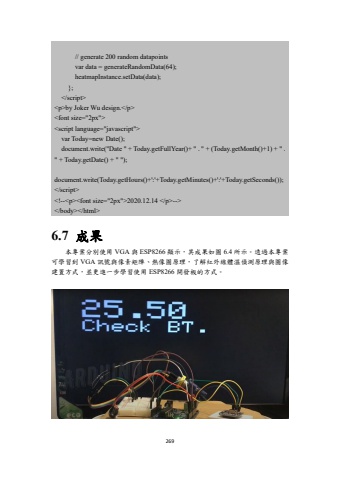 // generate 200 random datapoints
var data = generateRandomData(64);
heatmapInstance.setData(data);
};
</script>
<p>by Joker Wu design.</p>
<font size="2px">
<script language="javascript">
var Today=new Date();
document.write("Date " + Today.getFullYear()+ " . " + (Today.getMonth()+1) + " .
" + Today.getDate() + " ");
document.write(Today.getHours()+':'+Today.getMinutes()+':'+Today.getSeconds());
</script>
<!--<p><font size="2px">2020.12.14 </p>-->
</body></html>
6.7 成果
本專案分別使用 VGA 與 ESP8266 顯示，其成果如圖 6.4 所示。透過本專案
可學習到 VGA 訊號與像素矩陣、熱像圖原理，了解紅外線體溫偵測原理與圖像
建置方式，並更進一步學習使用 ESP8266 開發板的方式。
25.50
Check BT.
269